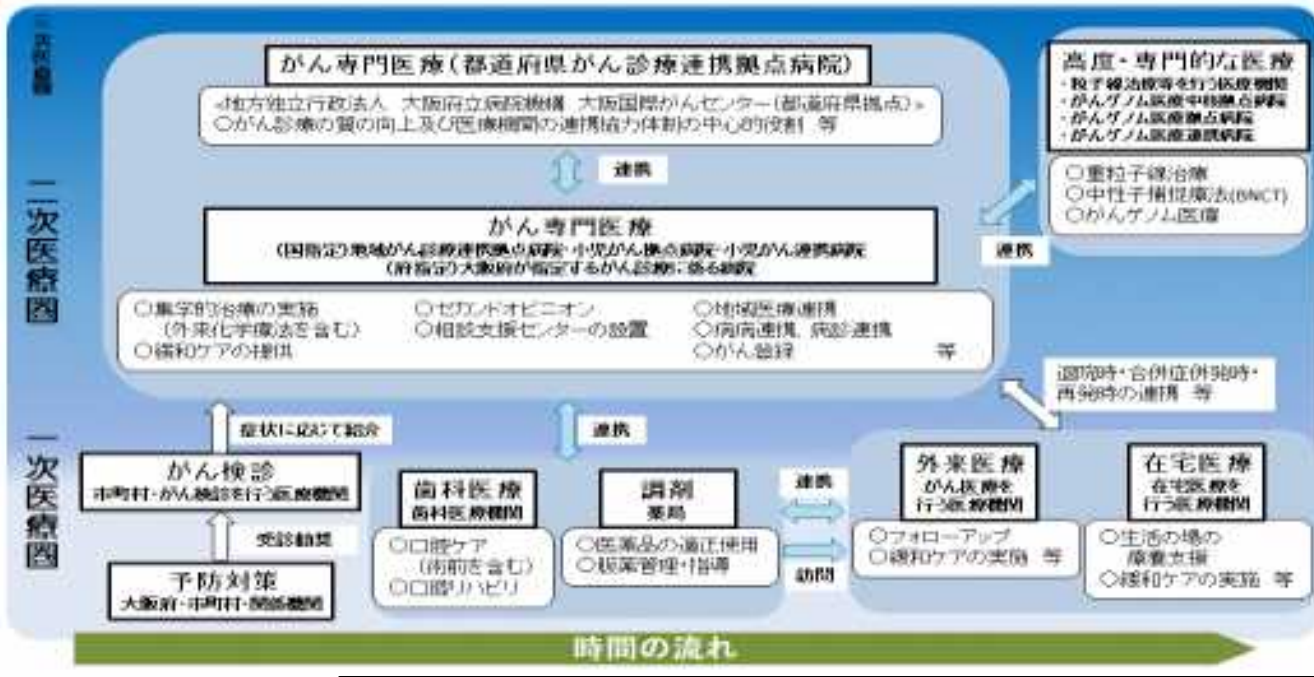 三次医療圏
がん専門医療(都道府県がん診療連携拠点病院)
≪地方独立行政法人 大阪府立病院機構 大阪国際がんセンター(都道府県拠点)≫
○がん診療の質の向上及び医療機関の連携協力体制の中心的役割 等
高度・専門的な医療
・粒子線治療等を行う医療機関
・がんゲノム医療中核拠点病院
・がんゲノム医療拠点病院
・がんゲノム医療連携病院
○重粒子線治療
○中性子捕捉療法(BNCT)
○がんゲノム医療
連携
連携
二次医療圏
がん専門医療
(国指定)地域がん診療連携拠点病院・小児がん拠点病院・小児がん連携病院
(府指定)大阪府が指定するがん診療に係る病院
○集学的治療の実施
(外来化学療法を含む)
○緩和ケアの提供
○セカンドオピニオン
○相談支援センターの設置
○地域医療連携
○病病連携、病診連携
○がん登録 等
退院時・合併症併発時・
再発時の連携 等
一次医療圏
症状に応じて紹介
連携
がん検診
市町村・がん検診を行う医療機関
受診勧奨
予防対策
大阪府・市町村・関係機関
歯科医療
歯科医療機関
○口腔ケア
(術前を含む)
○口腔リハビリ
調剤
薬局
○医薬品の適正使用
○服薬管理・指導
連携
訪問
外来医療
がん医療を
行う医療機関
○フォローアップ
○緩和ケアの実施 等
在宅医療
在宅医療を
行う医療機関
○生活の場の
療養支援
○緩和ケアの実施 等
時間の流れ